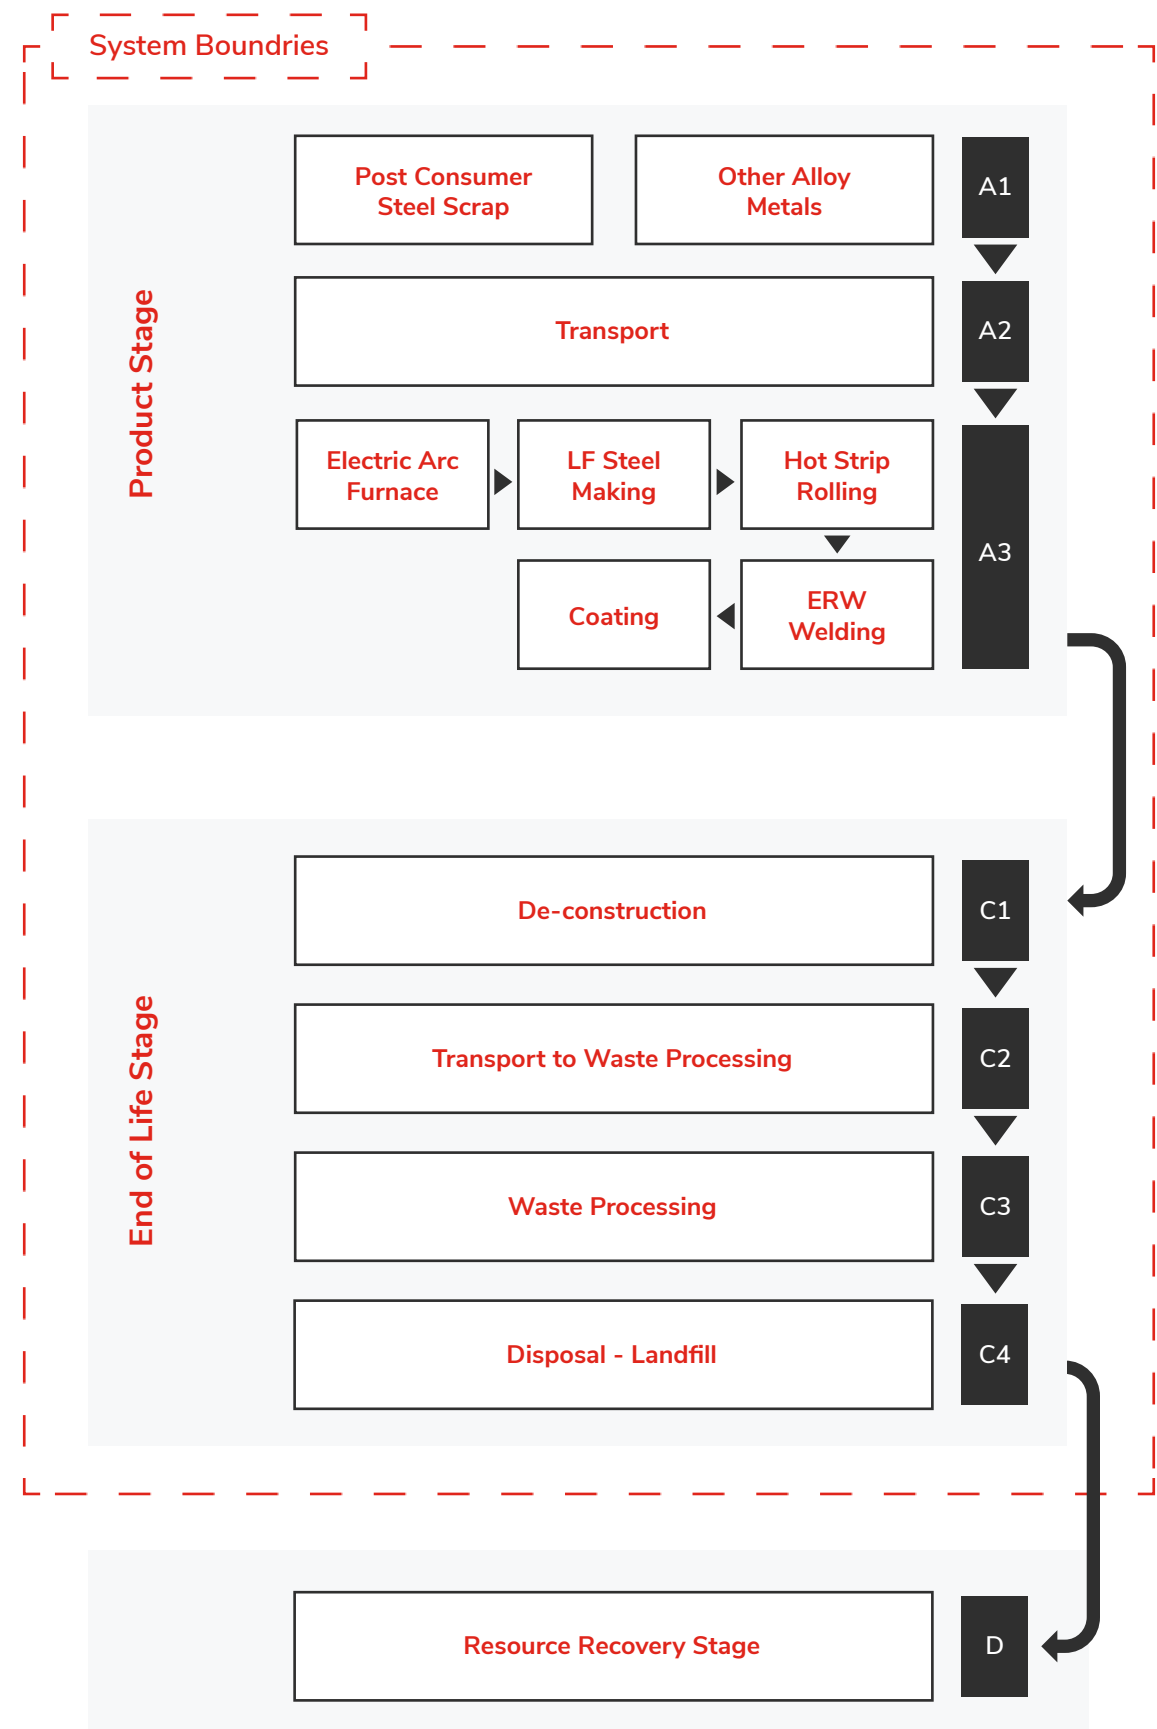 System Boundries
Product Stage
Post Consumer
Steel Scrap
Other Alloy
Metals
A1
Transport
A2
Electric Arc
Furnace
LF Steel
Making
Hot Strip
Rolling
A3
Coating
ERW
Welding
End of Life Stage
De-construction
C1
Transport to Waste Processing
C2
Waste Processing
C3
Disposal - Landfill
C4
Resource Recovery Stage
D